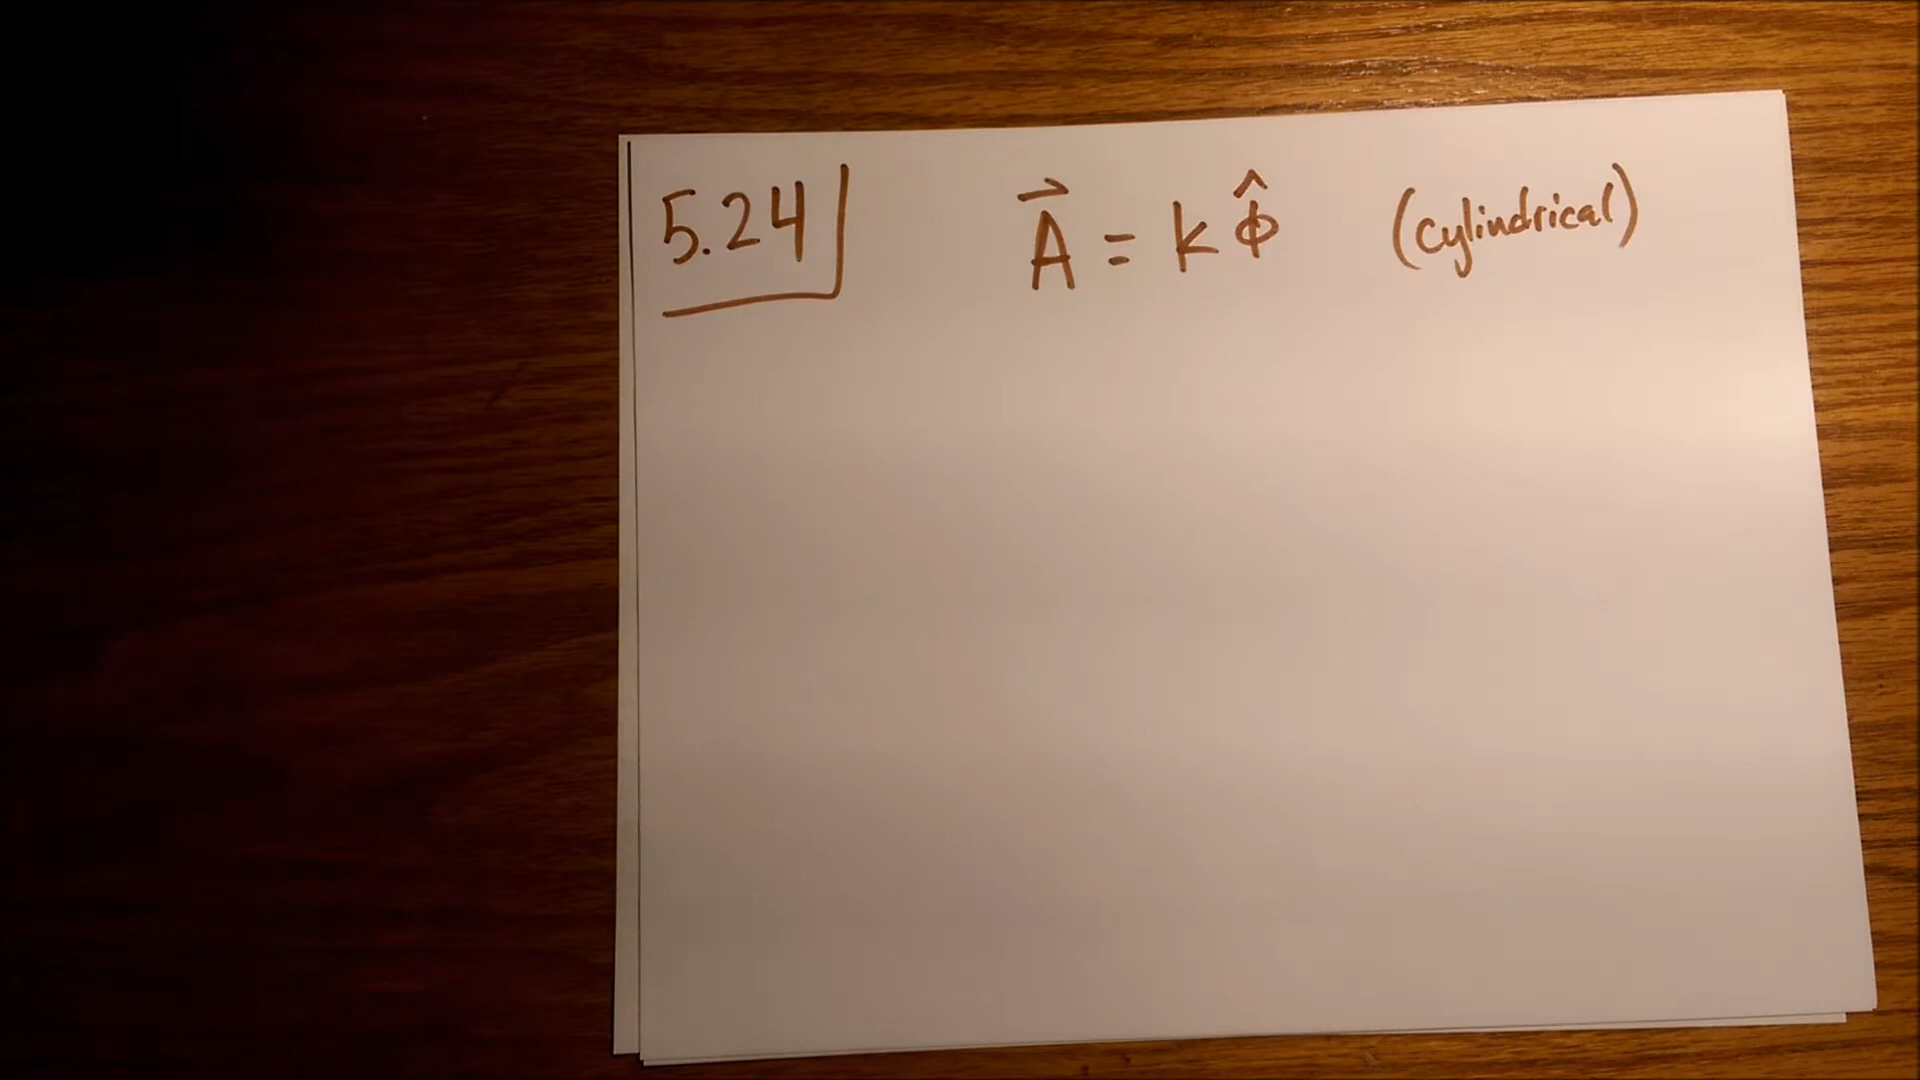 5.24 A⃗ = k φ̂ (cylindrical)